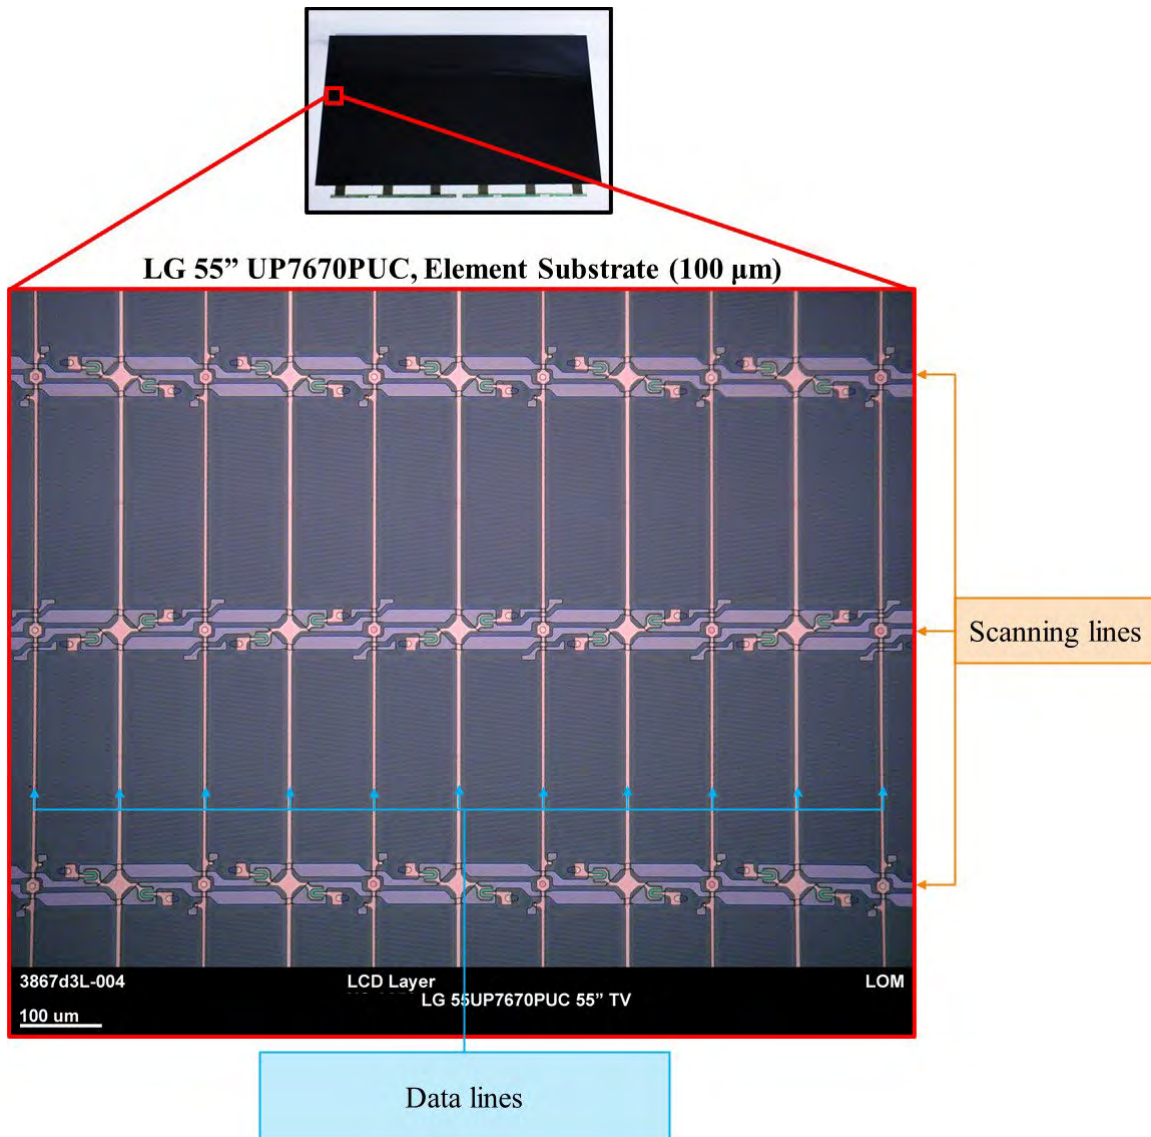 LG 55” UP7670PUC, Element Substrate (100 μm)
Scanning lines
3867d3L-004
LCD Layer
LOM
LG 55UP7670PUC 55” TV
100 um
Data lines